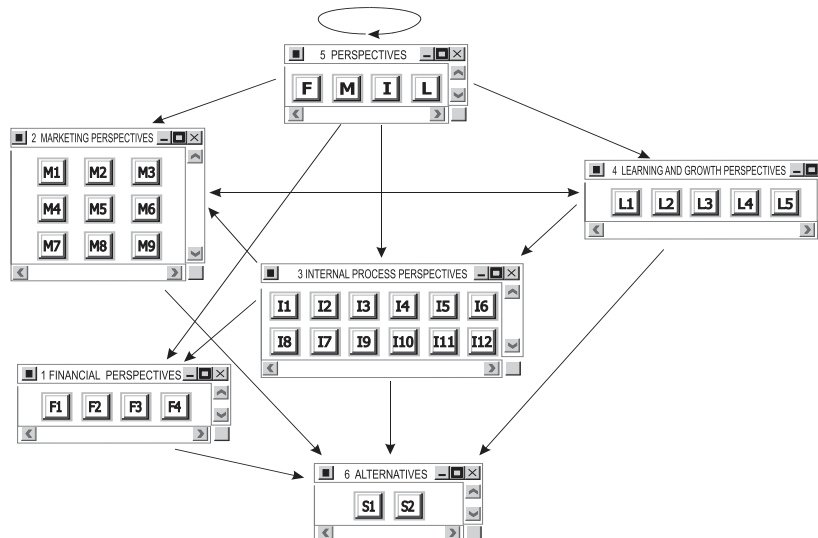 5 PERSPECTIVES
F M I L
2 MARKETING PERSPECTIVES
M1 M2 M3
M4 M5 M6
M7 M8 M9
4 LEARNING AND GROWTH PERSPECTIVES
L1 L2 L3 L4 L5
3 INTERNAL PROCESS PERSPECTIVES
I1 I2 I3 I4 I5 I6
I8 I7 I9 I10 I11 I12
1 FINANCIAL PERSPECTIVES
F1 F2 F3 F4
6 ALTERNATIVES
S1 S2